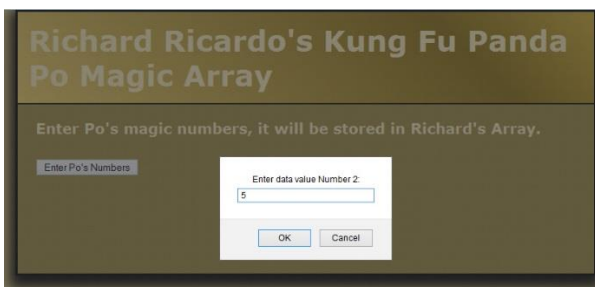 Richard Ricardo's Kung Fu Panda
Po Magic Array
Enter Po's magic numbers, it will be stored in Richard's Array.
Enter Po's Numbers
Enter data value Number 2:
5
OK
Cancel